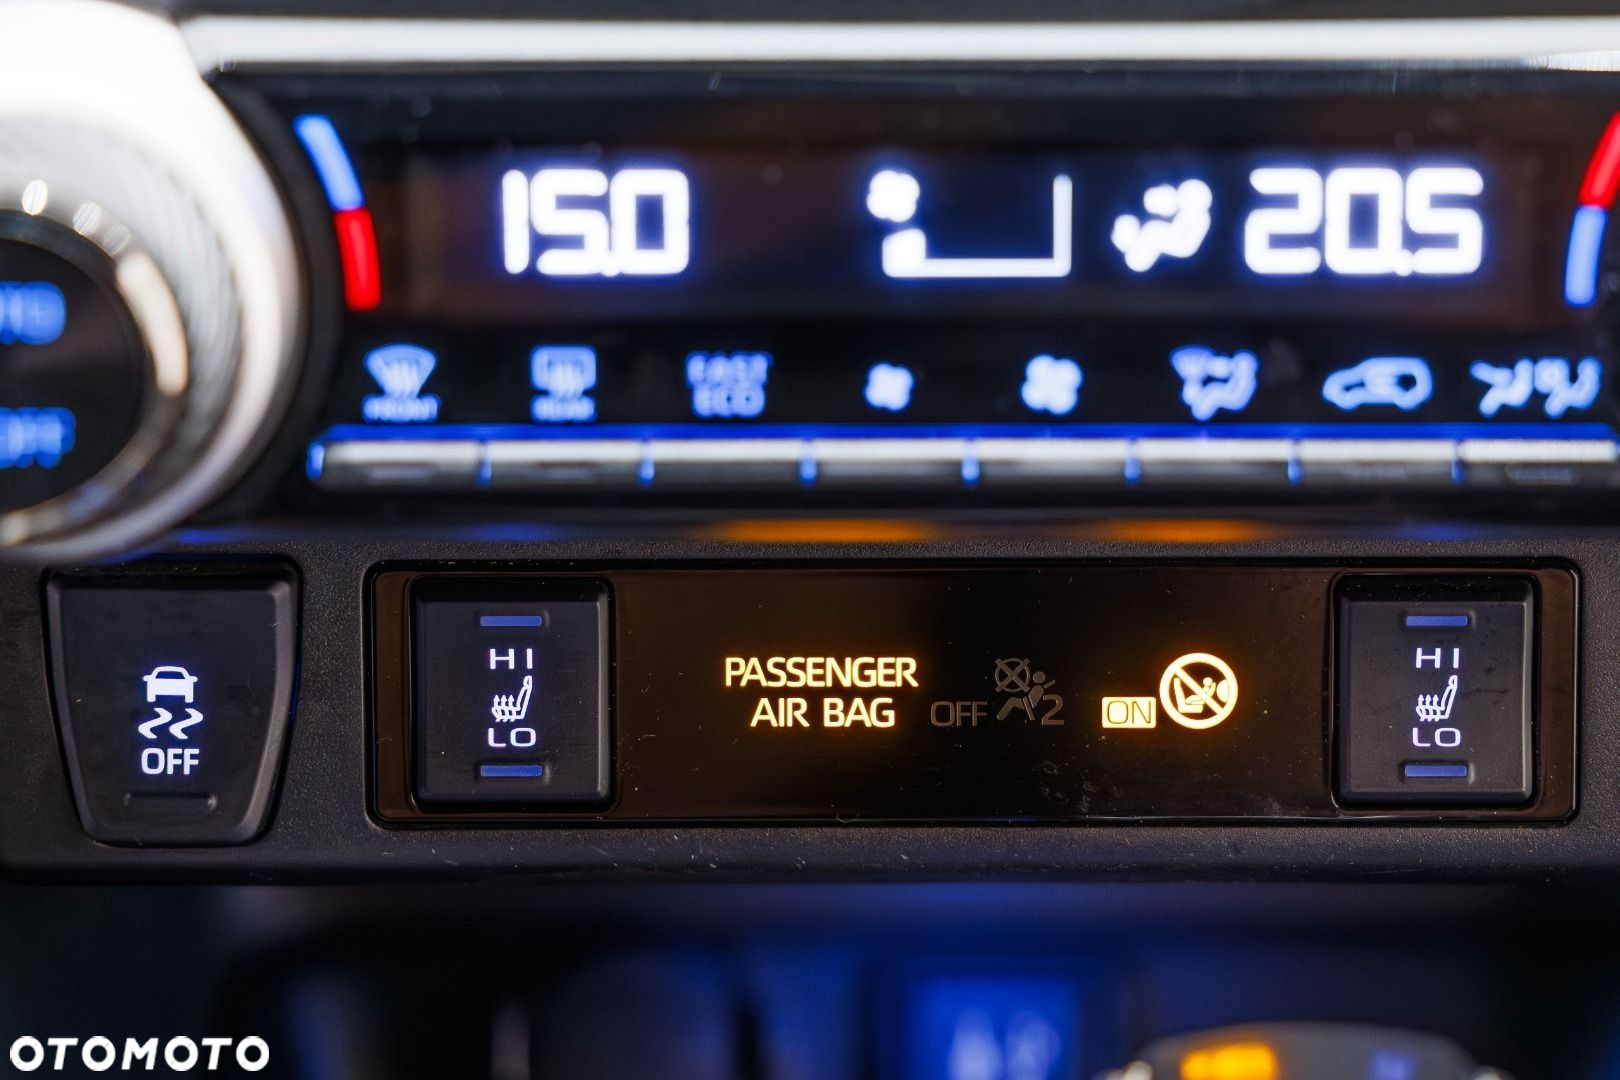 15.0 20.5
FRONT REAR FAST
ECO
OFF
HI
LO
PASSENGER
AIR BAG OFF 2 ON
HI
LO
OTOMOTO